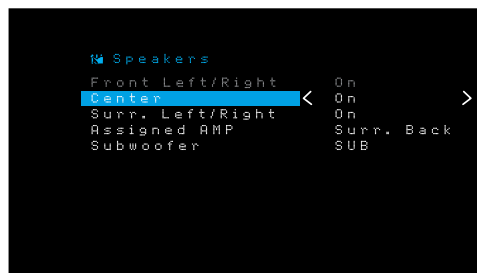 Speakers
Front Left/Right On
Center < On >
Surr. Left/Right On
Assigned AMP Surr. Back
Subwoofer SUB